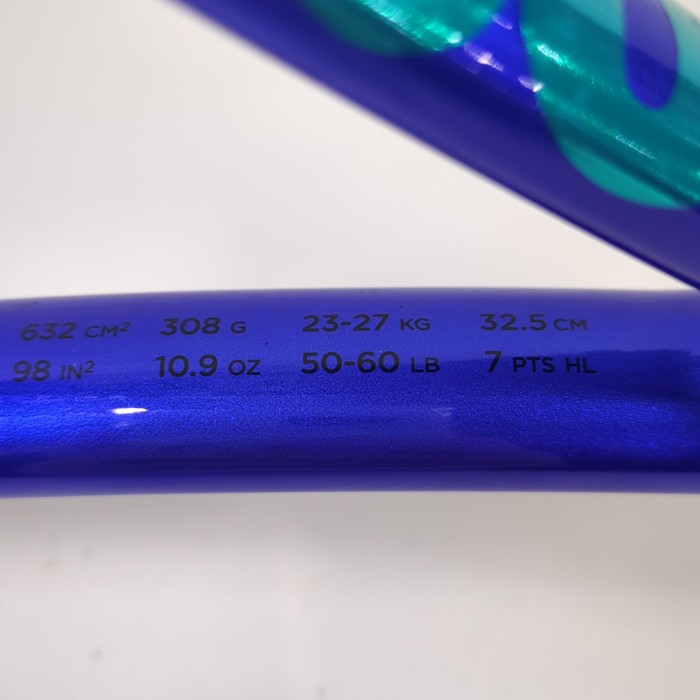 632 CM² 308 G 23-27 KG 32.5 CM
98 IN² 10.9 OZ 50-60 LB 7 PTS HL